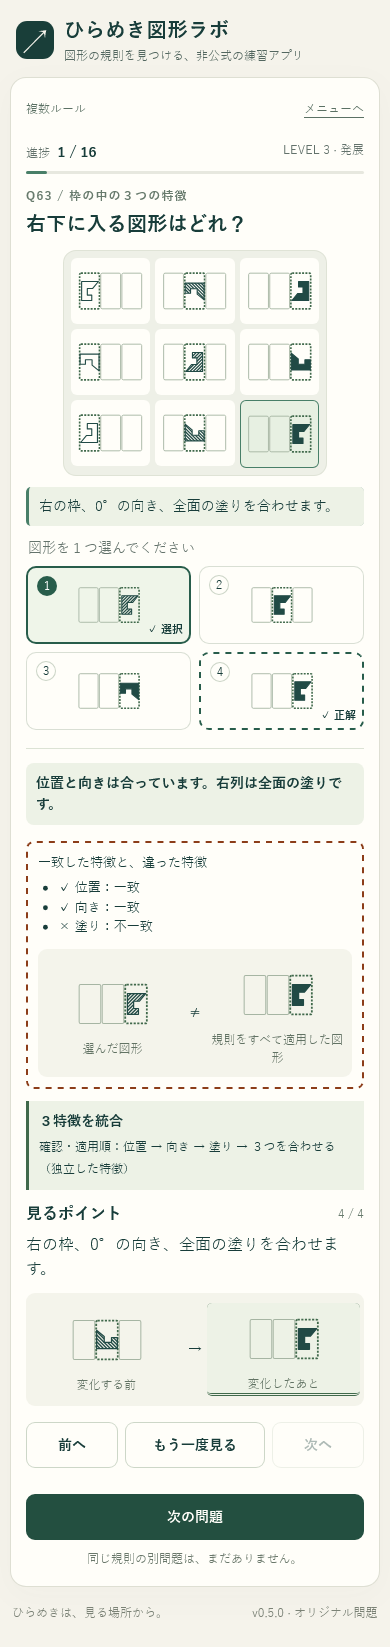 ひらめき図形ラボ
図形の規則を見つける、非公式の練習アプリ
複数ルール
メニューへ
進捗 1 / 16
LEVEL 3 · 発展
Q63 / 枠の中の3つの特徴
右下に入る図形はどれ？
右の枠、0°の向き、全面の塗りを合わせます。
図形を1つ選んでください
1
✓ 選択
2
3
4
✓ 正解
位置と向きは合っています。右列は全面の塗りで
す。
一致した特徴と、違った特徴
• ✓ 位置：一致
• ✓ 向き：一致
• × 塗り：不一致
≠
選んだ図形
規則をすべて適用した図
形
3特徴を統合
確認・適用順：位置 → 向き → 塗り → 3つを合わせる
（独立した特徴）
見るポイント
4 / 4
右の枠、0°の向き、全面の塗りを合わせま
す。
→
変化する前
変化したあと
前へ
もう一度見る
次へ
次の問題
同じ規則の別問題は、まだありません。
ひらめきは、見る場所から。
v0.5.0 · オリジナル問題